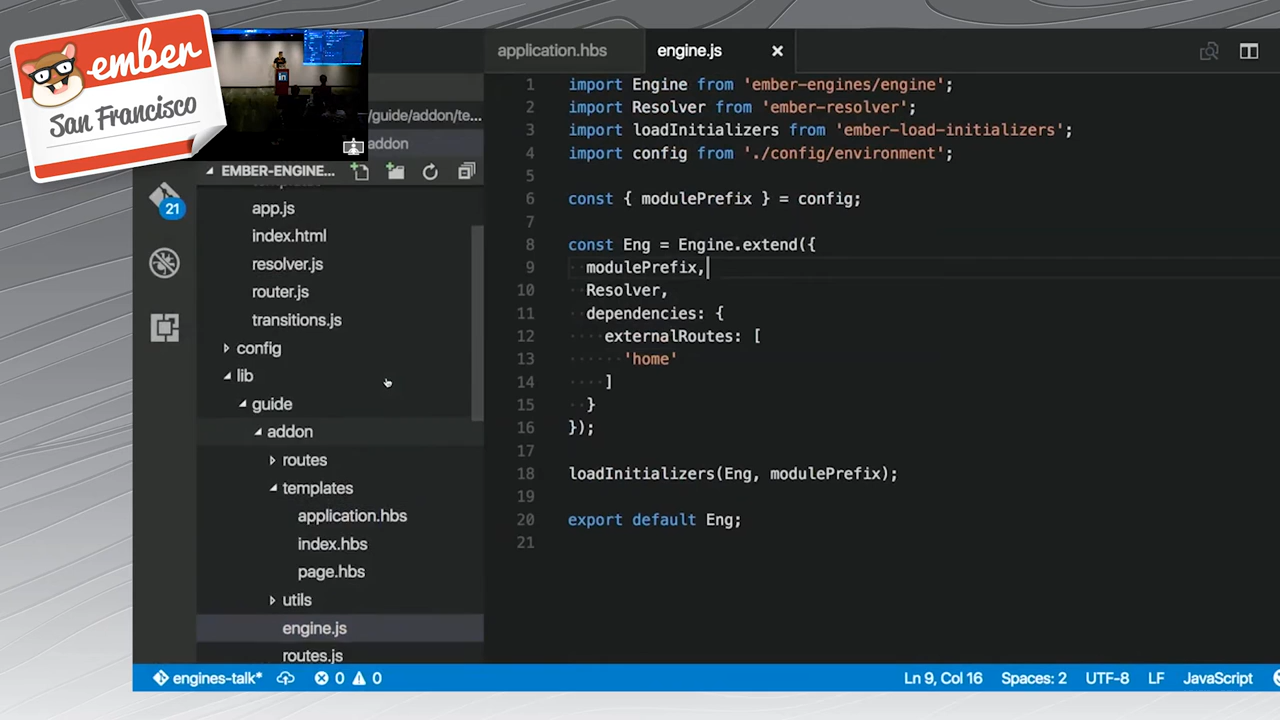 ember
San Francisco
/guide/addon/te...
addon
EMBER-ENGINE...
21
app.js
index.html
resolver.js
router.js
transitions.js
config
lib
guide
addon
routes
templates
application.hbs
index.hbs
page.hbs
utils
engine.js
routes.js
application.hbs
engine.js
1 import Engine from 'ember-engines/engine';
2 import Resolver from 'ember-resolver';
3 import loadInitializers from 'ember-load-initializers';
4 import config from './config/environment';
5
6 const { modulePrefix } = config;
7
8 const Eng = Engine.extend({
9 modulePrefix,
10 Resolver,
11 dependencies: {
12 externalRoutes: [
13 'home'
14 ]
15 }
16 });
17
18 loadInitializers(Eng, modulePrefix);
19
20 export default Eng;
21
engines-talk* 0 0 Ln 9, Col 16 Spaces: 2 UTF-8 LF JavaScript